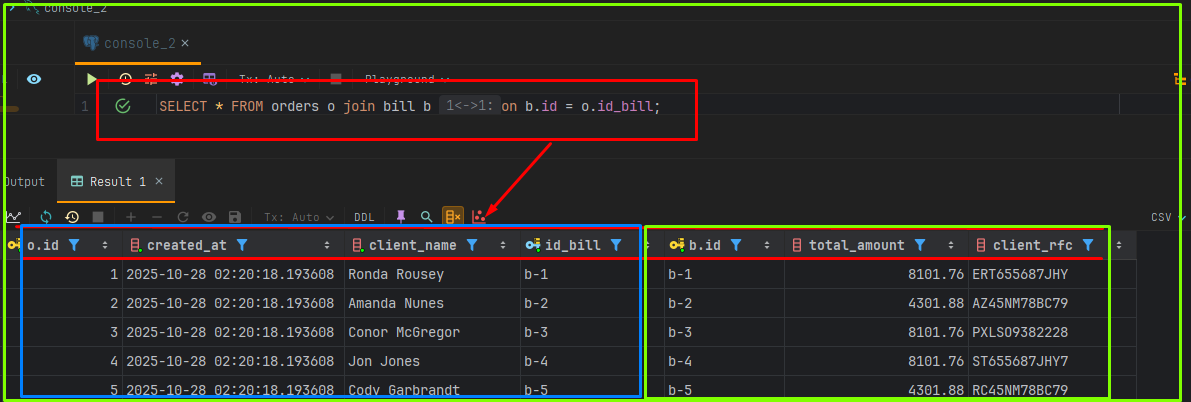 console_2
console_2 ×
Tx: Auto Playground
1 SELECT * FROM orders o join bill b 1<->1: on b.id = o.id_bill;
Output Result 1 ×
Tx: Auto DDL CSV
o.id created_at client_name id_bill b.id total_amount client_rfc
1 2025-10-28 02:20:18.193608 Ronda Rousey b-1 b-1 8101.76 ERT655687JHY
2 2025-10-28 02:20:18.193608 Amanda Nunes b-2 b-2 4301.88 AZ45NM78BC79
3 2025-10-28 02:20:18.193608 Conor McGregor b-3 b-3 8101.76 PXLSO9382228
4 2025-10-28 02:20:18.193608 Jon Jones b-4 b-4 8101.76 ST655687JHY7
5 2025-10-28 02:20:18.193608 Cody Garbrandt b-5 b-5 4301.88 RC45NM78BC79